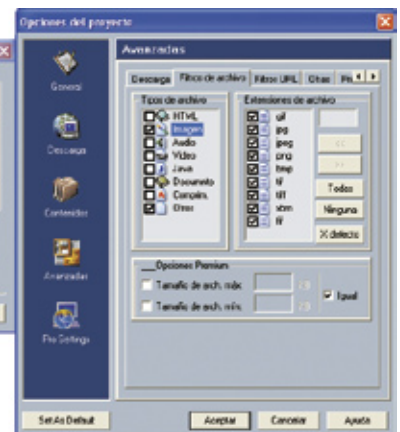 Opciones del proyecto
Avanzadas
General
Descarga
Contenidos
Avanzadas
Pro Settings
Descarga Filtros de archivo Filtros URL Otras
Tipos de archivo
HTML
Imagen
Audio
Video
Java
Documento
Comprim.
Otros
Extensiones de archivo
gif
jpg
jpeg
png
bmp
tif
tiff
xbm
Todas
Ninguna
X defecto
Opciones Premium
Tamaño de arch. máx:
Tamaño de arch. mín:
Igual
Set As Default
Aceptar
Cancelar
Ayuda